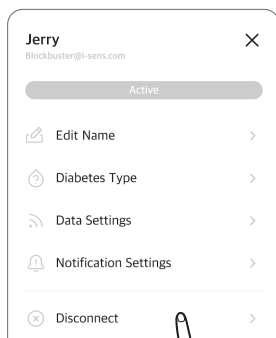 Jerry
Blockbuster@i-sens.com
Active
Edit Name
Diabetes Type
Data Settings
Notification Settings
Disconnect